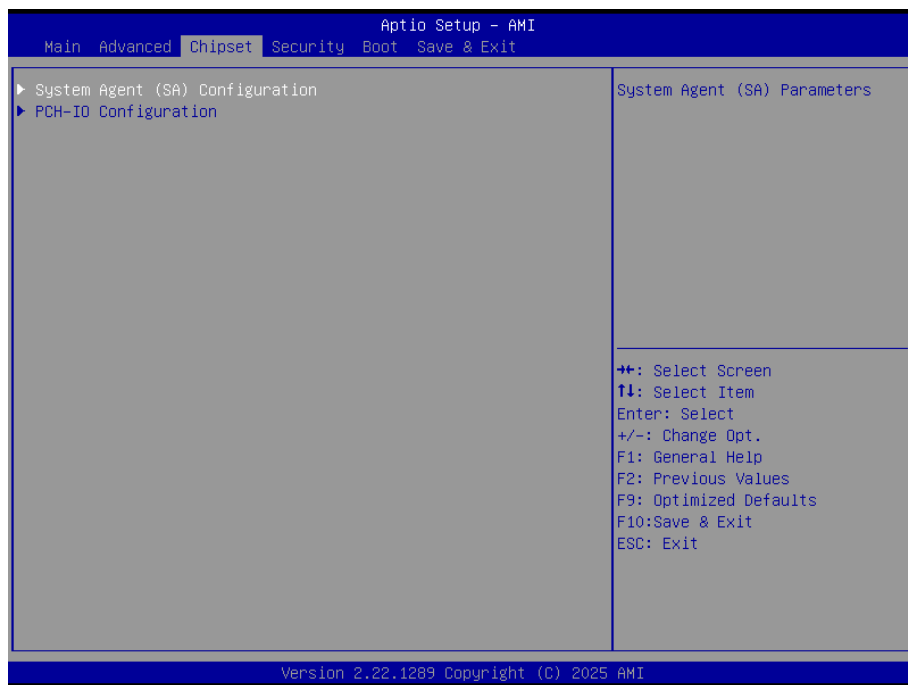 Aptio Setup – AMI
Main Advanced Chipset Security Boot Save & Exit
▶ System Agent (SA) Configuration
▶ PCH-IO Configuration
System Agent (SA) Parameters
→←: Select Screen
↑↓: Select Item
Enter: Select
+/-: Change Opt.
F1: General Help
F2: Previous Values
F9: Optimized Defaults
F10:Save & Exit
ESC: Exit
Version 2.22.1289 Copyright (C) 2025 AMI